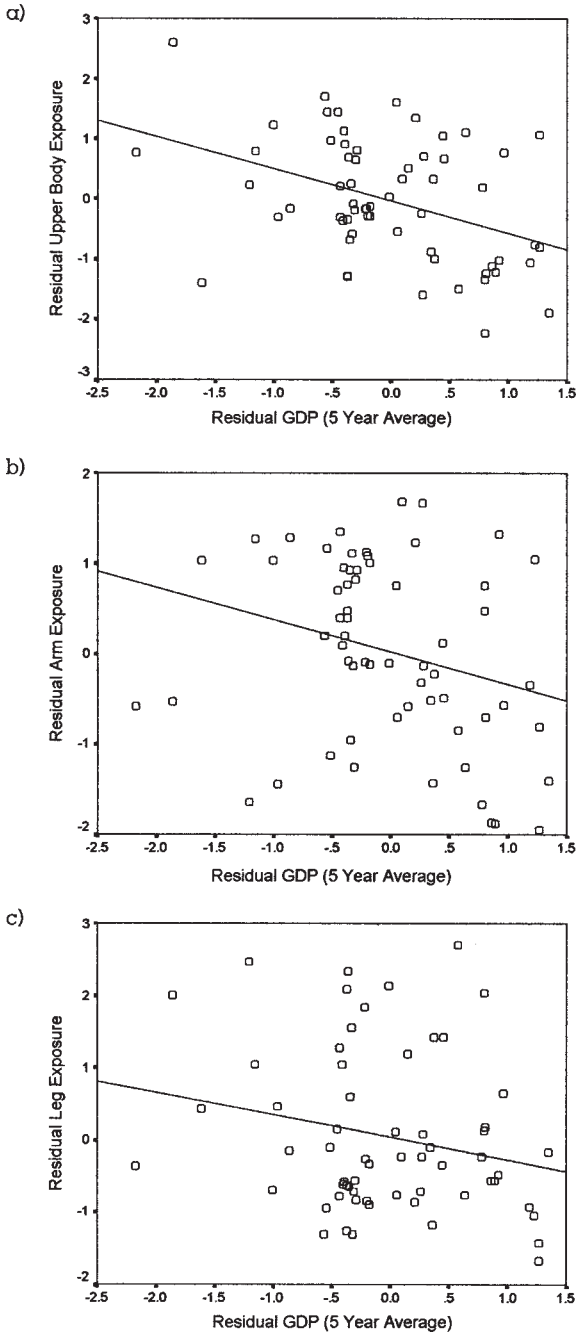 a)
3
2
1
0
-1
-2
-3
Residual Upper Body Exposure
-2.5 -2.0 -1.5 -1.0 -.5 0.0 .5 1.0 1.5
Residual GDP (5 Year Average)
b)
2
1
0
-1
-2
Residual Arm Exposure
-2.5 -2.0 -1.5 -1.0 -.5 0.0 .5 1.0 1.5
Residual GDP (5 Year Average)
c)
3
2
1
0
-1
-2
Residual Leg Exposure
-2.5 -2.0 -1.5 -1.0 -.5 0.0 .5 1.0 1.5
Residual GDP (5 Year Average)